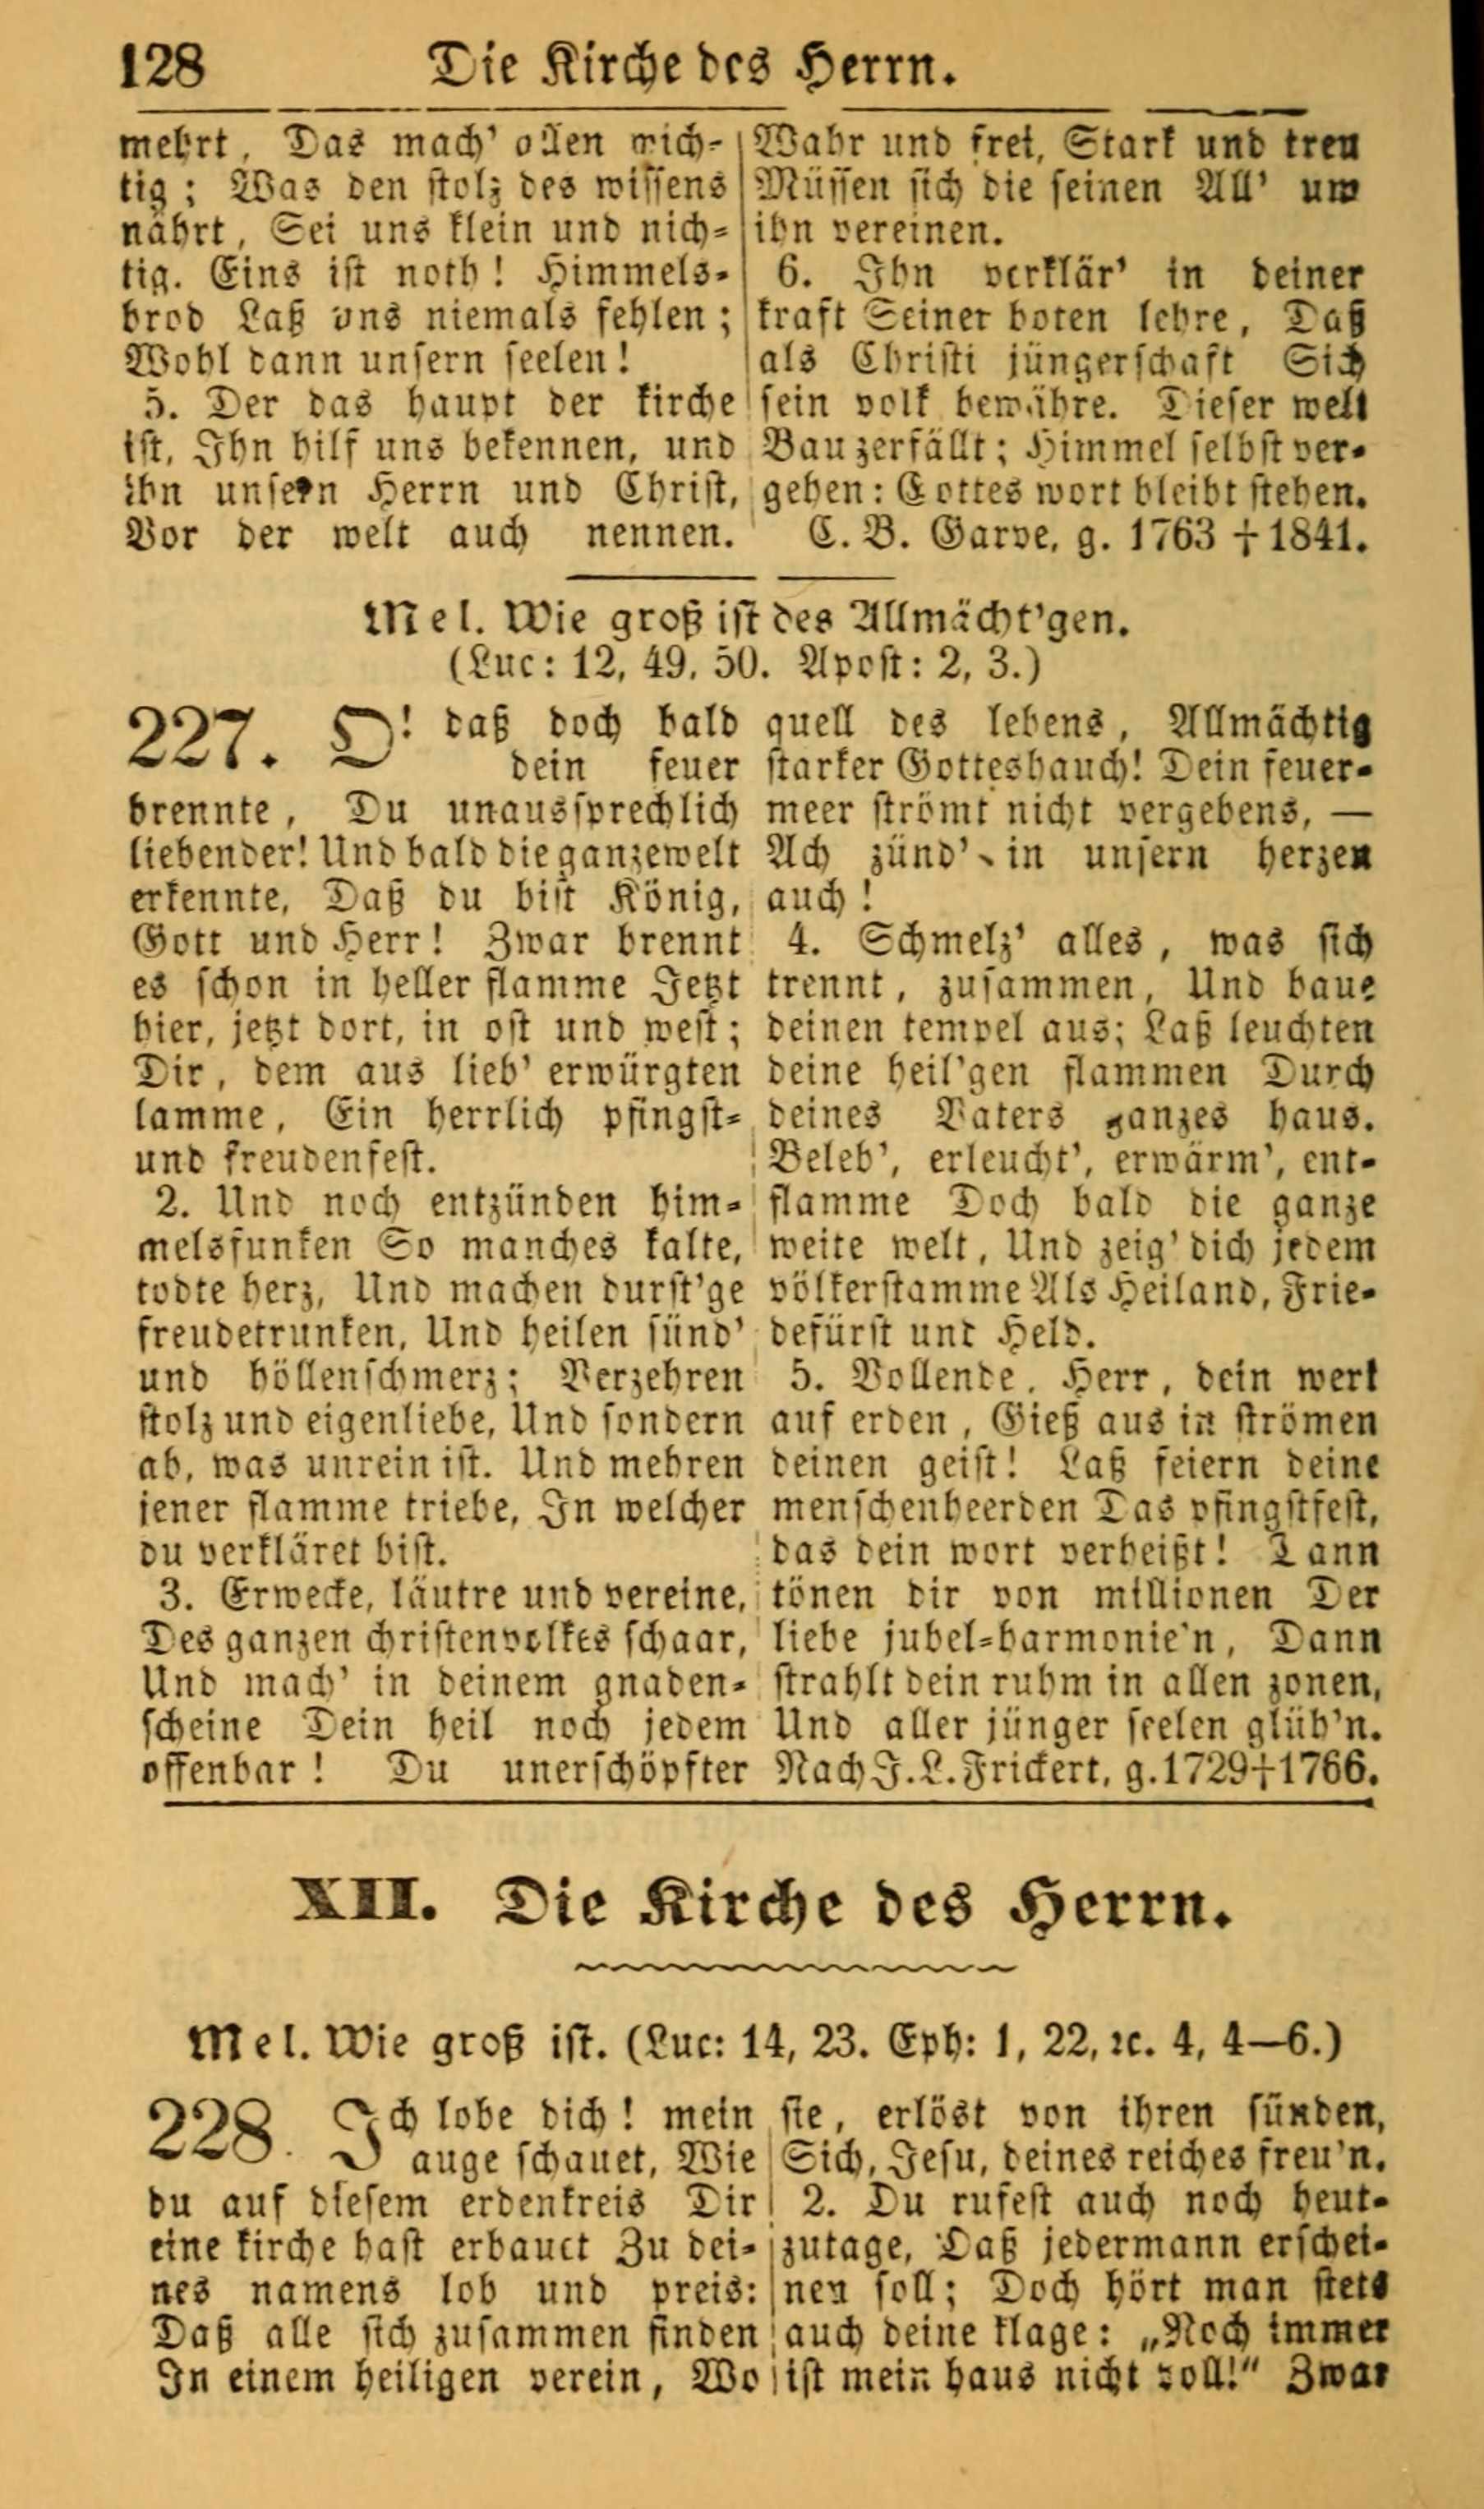 128 Die Kirche des Herrn.
mehrt, Das mach' allen wich-
tig; Was den stolz des wissens
nährt, Sei uns klein und nich-
tig. Eins ist noth! Himmels-
brod Laß uns niemals fehlen;
Wohl dann unsern seelen!
5. Der das haupt der kirche
ist, Ihn hilf uns bekennen, und
ihn unsern Herrn und Christ,
Vor der welt auch nennen.
Wahr und frei, Stark und treu
Müssen sich die seinen All' um
ihn vereinen.
6. Ihn verklär' in deiner
kraft Seiner boten lehre, Daß
als Christi jüngerschaft Sich
sein volk bewähre. Dieser welt
Bau zerfällt; Himmel selbst ver-
gehen: Gottes wort bleibt stehen.
C. B. Garve, g. 1763 † 1841.
Mel. Wie groß ist des Allmächt'gen.
(Luc: 12, 49, 50. Apost: 2, 3.)
227. O! daß doch bald
dein feuer
brennte, Du unaussprechlich
liebender! Und bald die ganze welt
erkennte, Daß du bist König,
Gott und Herr! Zwar brennt
es schon in heller flamme Jetzt
hier, jetzt dort, in ost und west;
Dir, dem aus lieb' erwürgten
lamme, Ein herrlich pfingst-
und freudenfest.
2. Und noch entzünden him-
melsfunken So manches kalte,
todte herz, Und machen durst'ge
freudetrunken, Und heilen sünd'
und höllenschmerz; Verzehren
stolz und eigenliebe, Und sondern
ab, was unrein ist. Und mehren
jener flamme triebe, In welcher
du verkläret bist.
3. Erwecke, läutre und vereine,
Des ganzen christenvolkes schaar,
Und mach' in deinem gnaden-
scheine Dein heil noch jedem
offenbar! Du unerschöpfter
quell des lebens, Allmächtig
starker Gotteshauch! Dein feuer-
meer strömt nicht vergebens, —
Ach zünd' in unsern herzen
auch!
4. Schmelz' alles, was sich
trennt, zusammen, Und baue
deinen tempel aus; Laß leuchten
deine heil'gen flammen Durch
deines Vaters ganzes haus.
Beleb', erleucht', erwärm', ent-
flamme Doch bald die ganze
weite welt, Und zeig' dich jedem
völkerstamme Als Heiland, Frie-
defürst und Held.
5. Vollende, Herr, dein werk
auf erden, Gieß aus in strömen
deinen geist! Laß feiern deine
menschenheerden Das pfingstfest,
das dein wort verheißt! Dann
tönen dir von millionen Der
liebe jubel-harmonie'n, Dann
strahlt dein ruhm in allen zonen,
Und aller jünger seelen glüh'n.
Nach J. L. Frickert, g. 1729 † 1766.
XII. Die Kirche des Herrn.
Mel. Wie groß ist. (Luc: 14, 23. Eph: 1, 22, ꝛc. 4, 4—6.)
228. Ich lobe dich! mein
auge schauet, Wie
du auf diesem erdenkreis Dir
eine kirche hast erbauet Zu dei-
nes namens lob und preis:
Daß alle sich zusammen finden
In einem heiligen verein, Wo
sie, erlöst von ihren sünden,
Sich, Jesu, deines reiches freu'n.
2. Du rufest auch noch heut-
zutage, Daß jedermann erschei-
nen soll; Doch hört man stets
auch deine klage: „Noch immer
ist mein haus nicht voll!“ Zwar